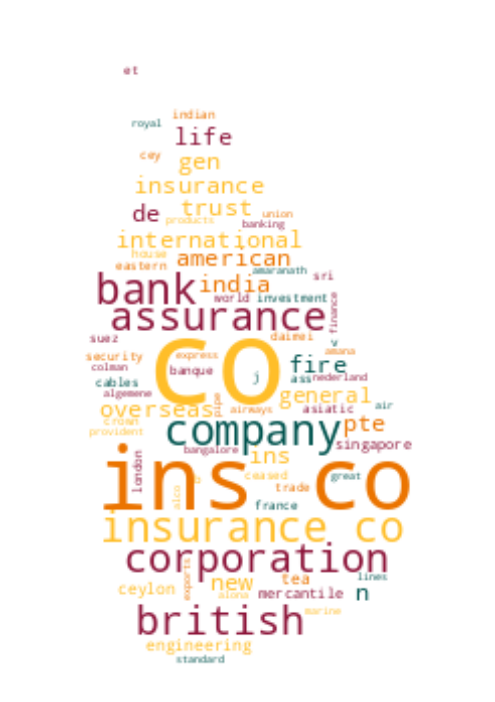 et
royal indian
life
cey gen
insurance
de trust union
products banking
international
house american
eastern amaranath sri
bank india
world investment
assurance finance
suez daimei w
co
security express amana
colman banque fire
cables j ass nederland
algemene general
overseas pipe airways asiatic air
crown
provident company pte
singapore
bangalore ins
london ins co
ceased great
b
alco trade
france
insurance co
corporation
exports tea lines
ceylon new
alona mercantile n
british marine
engineering
standard